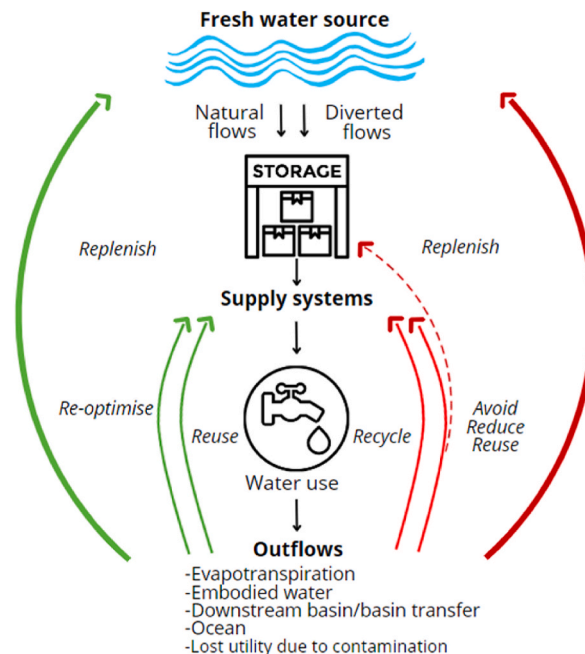 Fresh water source
Natural flows
Diverted flows
STORAGE
Replenish
Replenish
Supply systems
Re-optimise
Reuse
Recycle
Avoid
Reduce
Reuse
Water use
Outflows
-Evapotranspiration
-Embodied water
-Downstream basin/basin transfer
-Ocean
-Lost utility due to contamination